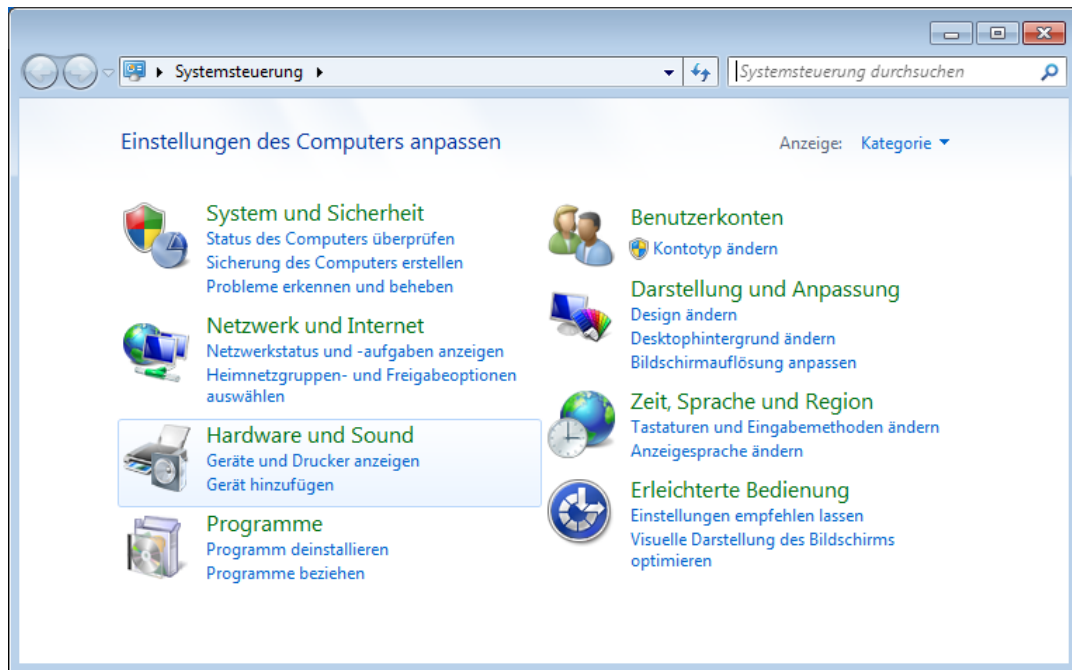 Systemsteuerung
Systemsteuerung durchsuchen
Einstellungen des Computers anpassen
Anzeige: Kategorie
System und Sicherheit
Status des Computers überprüfen
Sicherung des Computers erstellen
Probleme erkennen und beheben
Netzwerk und Internet
Netzwerkstatus und -aufgaben anzeigen
Heimnetzgruppen- und Freigabeoptionen
auswählen
Hardware und Sound
Geräte und Drucker anzeigen
Gerät hinzufügen
Programme
Programm deinstallieren
Programme beziehen
Benutzerkonten
Kontotyp ändern
Darstellung und Anpassung
Design ändern
Desktophintergrund ändern
Bildschirmauflösung anpassen
Zeit, Sprache und Region
Tastaturen und Eingabemethoden ändern
Anzeigesprache ändern
Erleichterte Bedienung
Einstellungen empfehlen lassen
Visuelle Darstellung des Bildschirms
optimieren